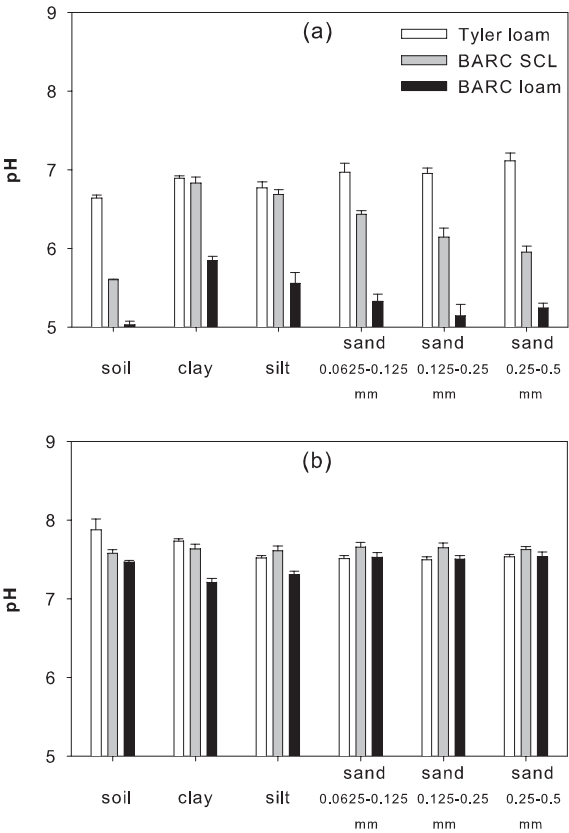 9
(a)
Tyler loam
BARC SCL
8
BARC loam
7
pH
6
5
soil clay silt sand sand sand
0.0625-0.125 0.125-0.25 0.25-0.5
mm mm mm
9
(b)
8
7
pH
6
5
soil clay silt sand sand sand
0.0625-0.125 0.125-0.25 0.25-0.5
mm mm mm